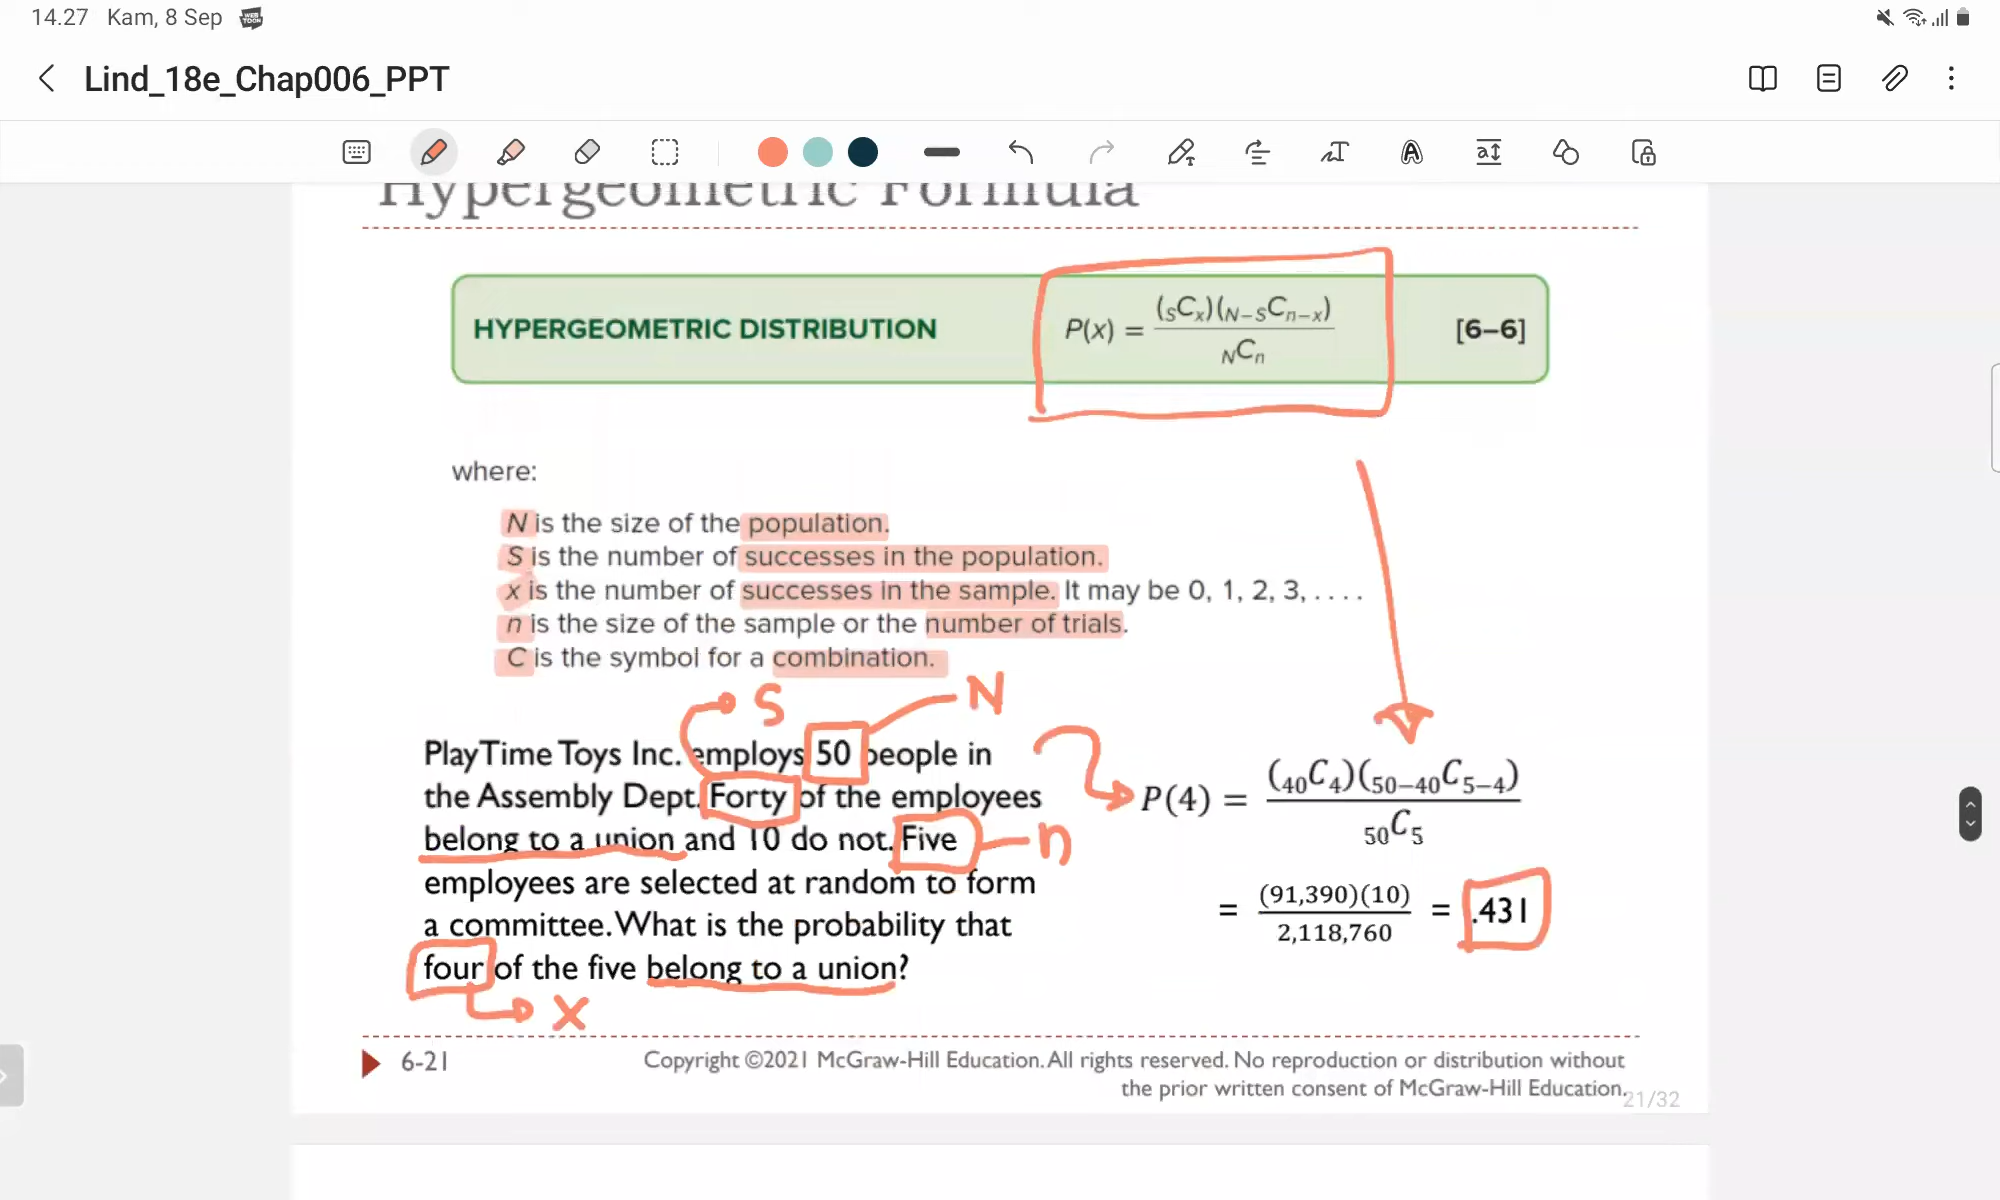 14.27 Kam, 8 Sep WEB TOON
Lind_18e_Chap006_PPT
Hypergeometric Formula
HYPERGEOMETRIC DISTRIBUTION P(x) = (SCx)(N−SCn−x) / NCn [6–6]
where:
N is the size of the population.
S is the number of successes in the population.
x is the number of successes in the sample. It may be 0, 1, 2, 3, . . . .
n is the size of the sample or the number of trials.
C is the symbol for a combination.
S N
PlayTime Toys Inc. employs 50 people in
the Assembly Dept. Forty of the employees
belong to a union and 10 do not. Five
n
employees are selected at random to form
a committee. What is the probability that
four of the five belong to a union?
x
P(4) = (40C4)(50−40C5−4) / 50C5
= (91,390)(10) / 2,118,760 = .431
6-21
Copyright ©2021 McGraw-Hill Education. All rights reserved. No reproduction or distribution without
the prior written consent of McGraw-Hill Education.
21/32